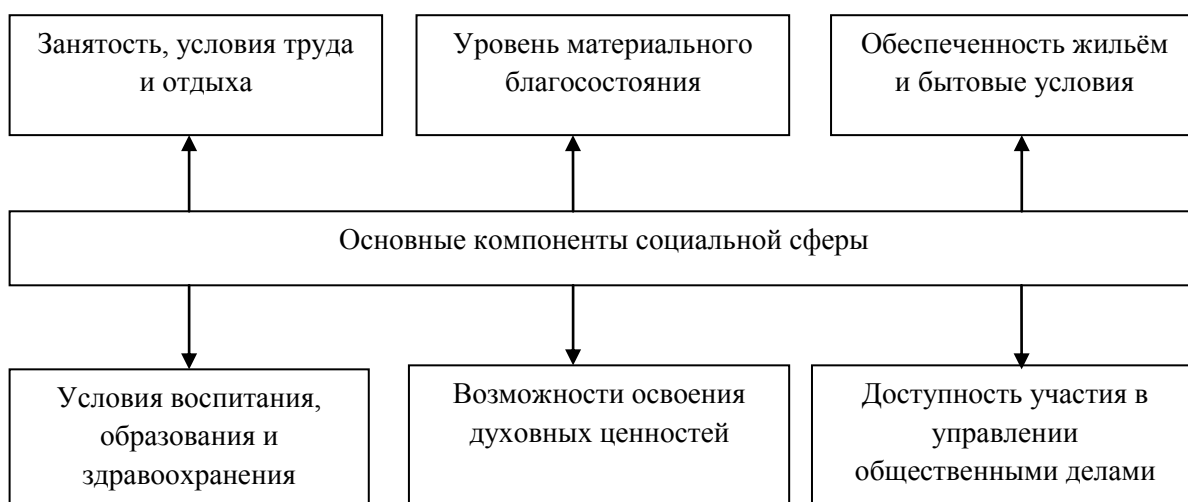 Занятость, условия труда
и отдыха
Уровень материального
благосостояния
Обеспеченность жильём
и бытовые условия
Основные компоненты социальной сферы
Условия воспитания,
образования и
здравоохранения
Возможности освоения
духовных ценностей
Доступность участия в
управлении
общественными делами